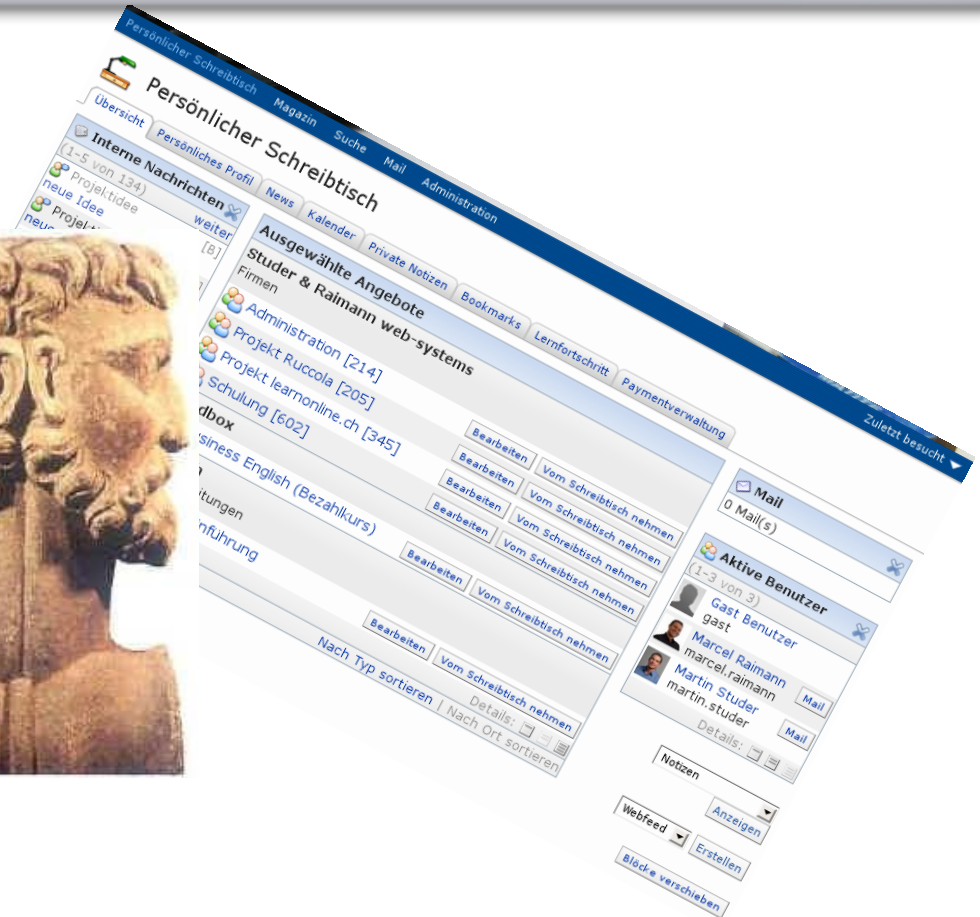 Persönlicher Schreibtisch Magazin Suche Mail Administration
Zuletzt besucht
Persönlicher Schreibtisch
Übersicht Persönliches Profil News Kalender Private Notizen Bookmarks Lernfortschritt Paymentverwaltung
Interne Nachrichten
(1-5 von 134) weiter
Projektidee
neue Idee
[B]
Ausgewählte Angebote
Studer & Raimann web-systems
Firmen
Administration [214] Bearbeiten Vom Schreibtisch nehmen
Projekt Ruccola [205] Bearbeiten Vom Schreibtisch nehmen
Projekt learnonline.ch [345] Bearbeiten Vom Schreibtisch nehmen
Schulung [602] Bearbeiten Vom Schreibtisch nehmen
dbox
siness English (Bezahlkurs) Bearbeiten Vom Schreibtisch nehmen
itungen
inführung Bearbeiten Vom Schreibtisch nehmen
Details:
Nach Typ sortieren | Nach Ort sortieren
Mail
0 Mail(s)
Aktive Benutzer
(1-3 von 3)
Gast Benutzer
gast
Marcel Raimann
marcel.raimann Mail
Martin Studer
martin.studer Mail
Details:
Notizen
Anzeigen
Webfeed Erstellen
Blöcke verschieben